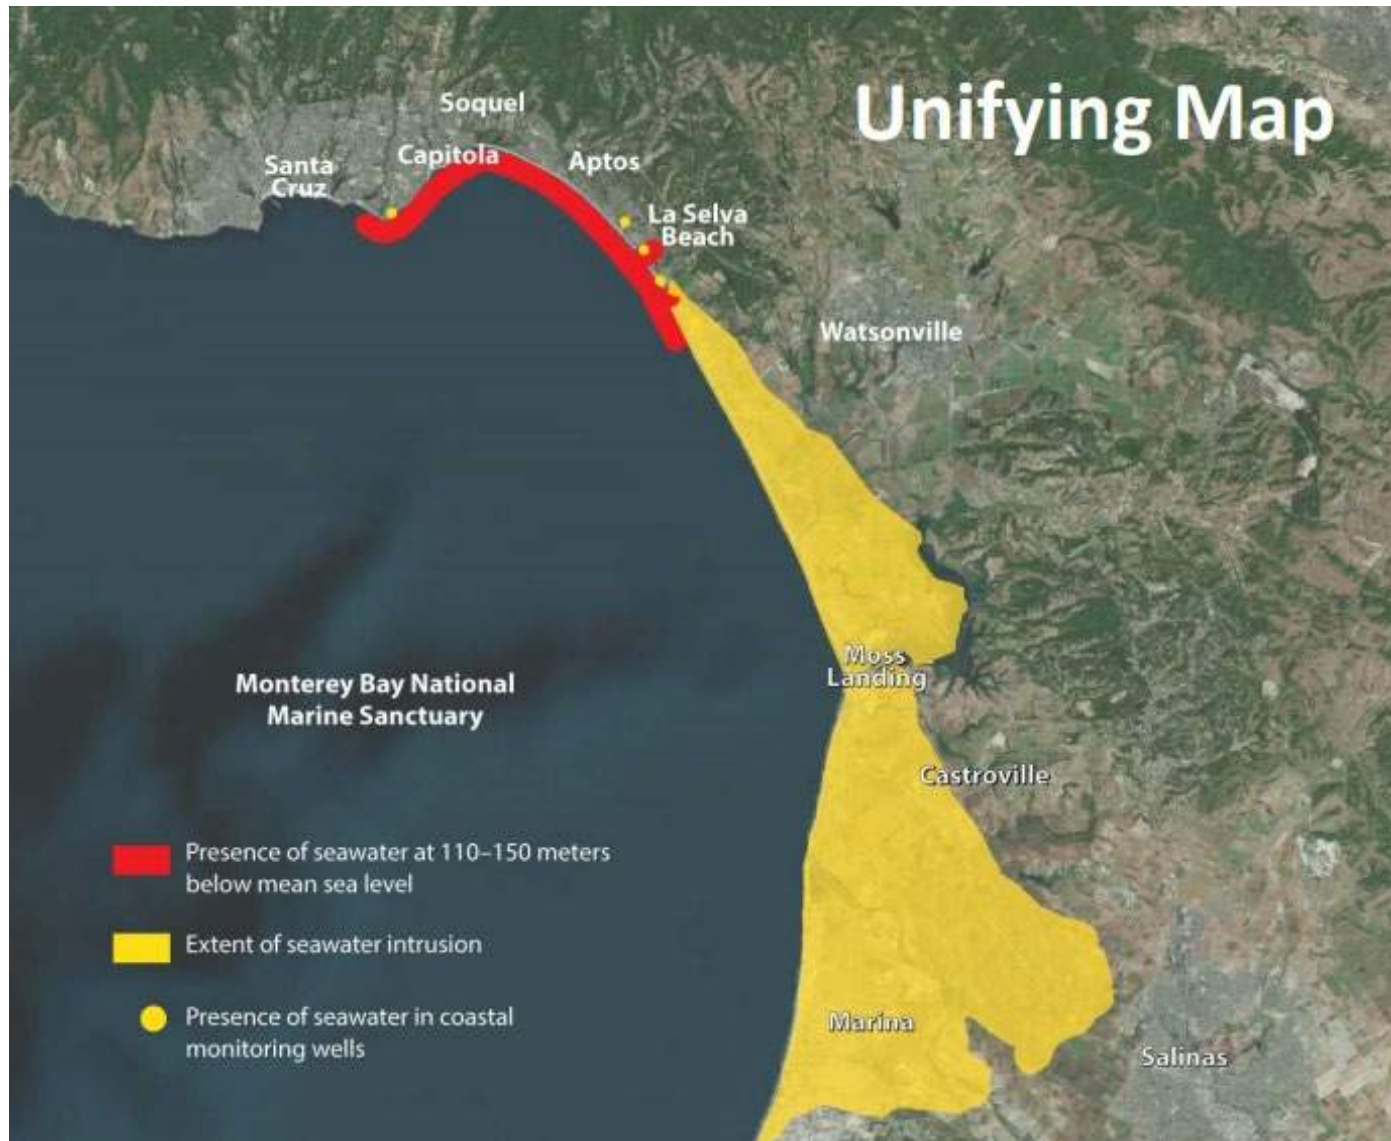 Unifying Map
Soquel
Capitola
Santa
Cruz
Aptos
La Selva
Beach
Watsonville
Moss
Landing
Monterey Bay National
Marine Sanctuary
Castroville
Presence of seawater at 110–150 meters
below mean sea level
Extent of seawater intrusion
Presence of seawater in coastal
monitoring wells
Marina
Salinas